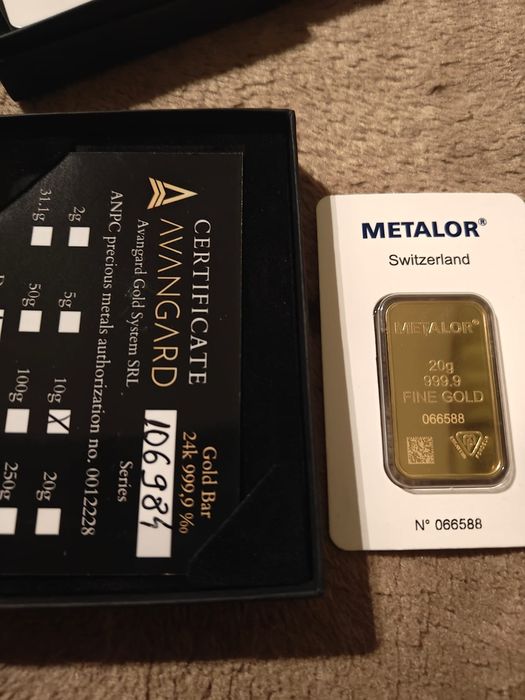 CERTIFICATE
AVANGARD
Avangard Gold System SRL
ANPC precious metals authorization no, 0012228
Gold Bar
24k 999,9 ‰
Series
106984
2g
5g
10g
20g
31.1g
50g
100g
250g
METALOR®
Switzerland
METALOR®
20g
999.9
FINE GOLD
066588
N° 066588